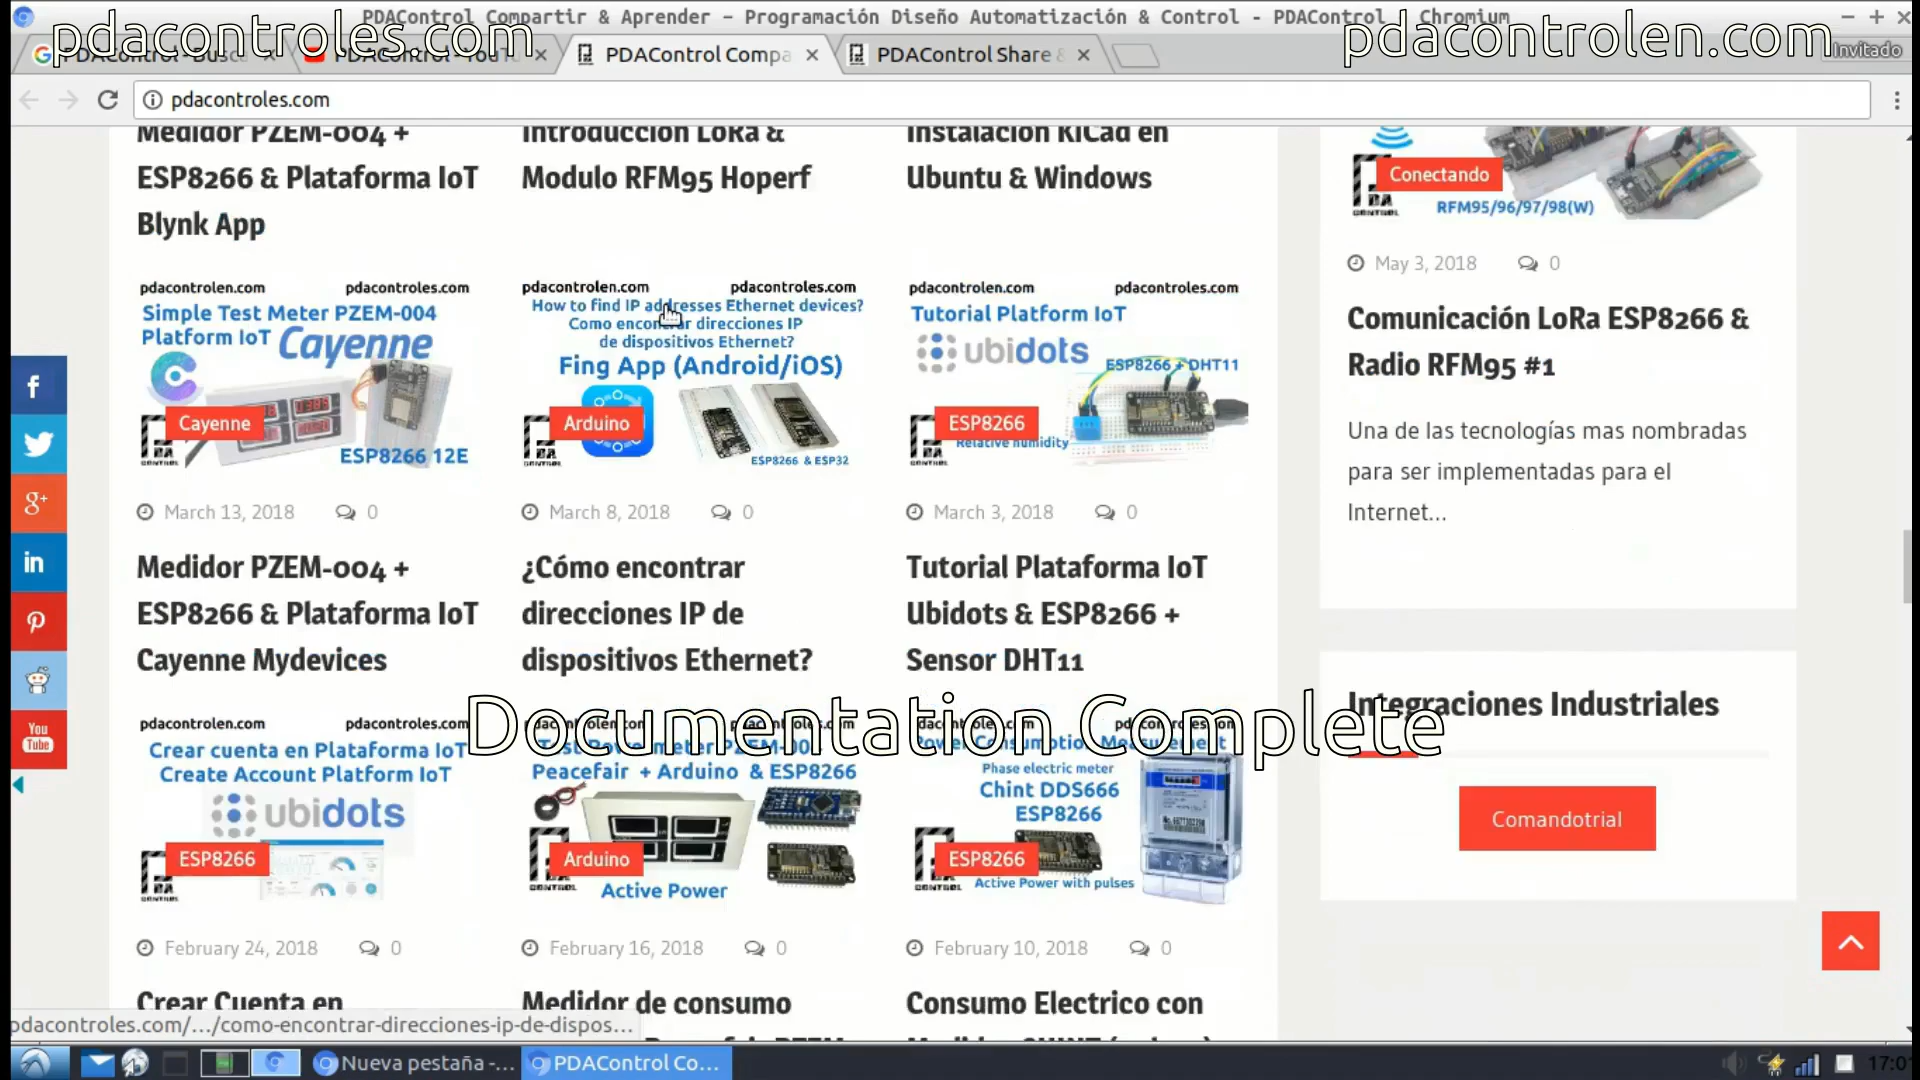 PDAControl Compartir & Aprender – Programación Diseño Automatización & Control - PDAControl - Chromium
pdacontroles.com
pdacontrolen.com
PDAControl - YouTu
PDAControl Compa
PDAControl Share &
Invitado
pdacontroles.com
Medidor PZEM-004 +
ESP8266 & Plataforma IoT
Blynk App
Introducción LoRa &
Modulo RFM95 Hoperf
Instalación KiCad en
Ubuntu & Windows
Conectando
RFM95/96/97/98(W)
May 3, 2018 0
Comunicación LoRa ESP8266 &
Radio RFM95 #1
Una de las tecnologías mas nombradas
para ser implementadas para el
Internet...
pdacontrolen.com pdacontroles.com
Simple Test Meter PZEM-004
Platform IoT Cayenne
Cayenne
ESP8266 12E
March 13, 2018 0
Medidor PZEM-004 +
ESP8266 & Plataforma IoT
Cayenne Mydevices
pdacontrolen.com pdacontroles.com
How to find IP addresses Ethernet devices?
Como encontrar direcciones IP
de dispositivos Ethernet?
Fing App (Android/iOS)
Arduino
ESP8266 & ESP32
March 8, 2018 0
¿Cómo encontrar
direcciones IP de
dispositivos Ethernet?
pdacontrolen.com pdacontroles.com
Tutorial Platform IoT
ubidots
ESP8266 + DHT11
ESP8266
Relative humidity
March 3, 2018 0
Tutorial Plataforma IoT
Ubidots & ESP8266 +
Sensor DHT11
Documentation Complete
Integraciones Industriales
Comandotrial
pdacontrolen.com pdacontroles.com
Crear cuenta en Plataforma IoT
Create Account Platform IoT
ubidots
ESP8266
February 24, 2018 0
Crear Cuenta en
Peacefair + Arduino & ESP8266
Arduino
Active Power
February 16, 2018 0
Medidor de consumo
Power Consumption Measurement
Phase electric meter
Chint DDS666
ESP8266
ESP8266
Active Power with pulses
February 10, 2018 0
Consumo Electrico con
You
Tube
pdacontroles.com/.../como-encontrar-direcciones-ip-de-dispos...
Nueva pestaña -...
PDAControl Co...
17:01